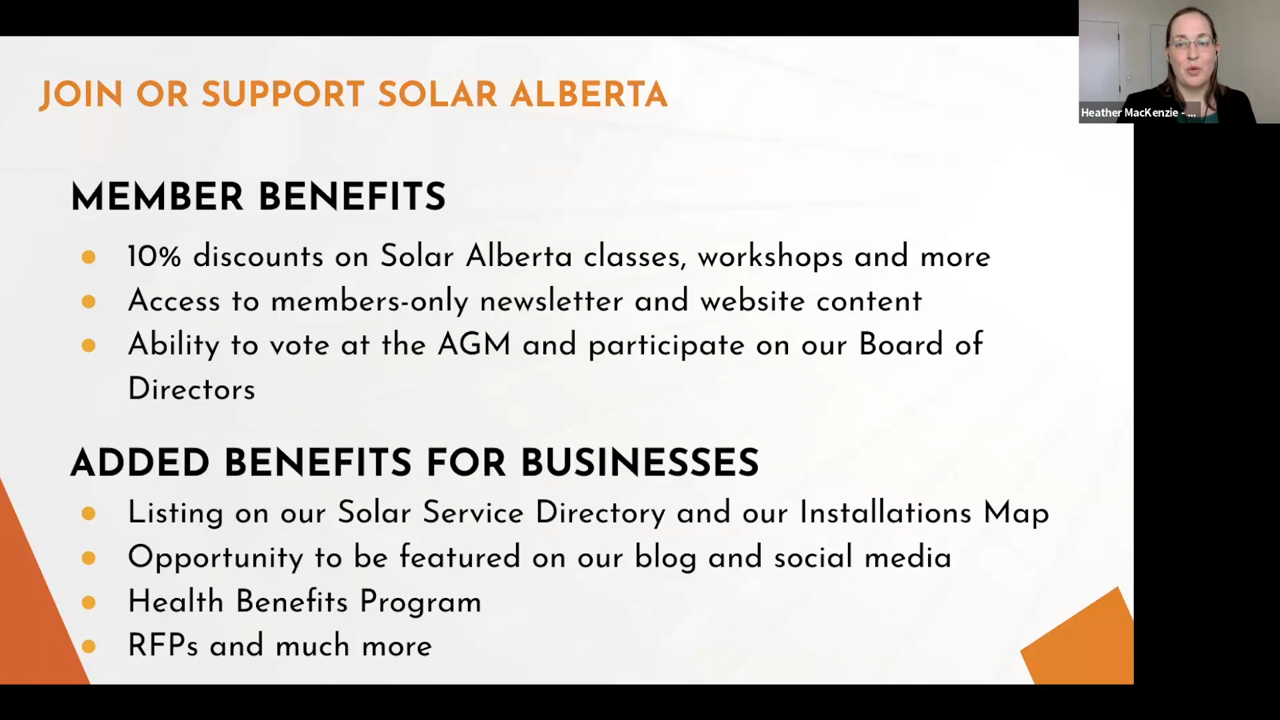 JOIN OR SUPPORT SOLAR ALBERTA
Heather MacKenzie - ...
MEMBER BENEFITS
10% discounts on Solar Alberta classes, workshops and more
Access to members-only newsletter and website content
Ability to vote at the AGM and participate on our Board of
Directors
ADDED BENEFITS FOR BUSINESSES
Listing on our Solar Service Directory and our Installations Map
Opportunity to be featured on our blog and social media
Health Benefits Program
RFPs and much more